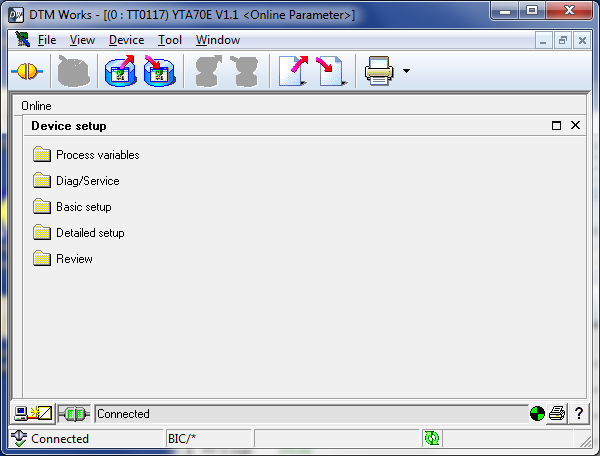 DTM Works - [(0 : TT0117) YTA70E V1.1 <Online Parameter>]
File View Device Tool Window
Online
Device setup
Process variables
Diag/Service
Basic setup
Detailed setup
Review
Connected
?
Connected BIC/*